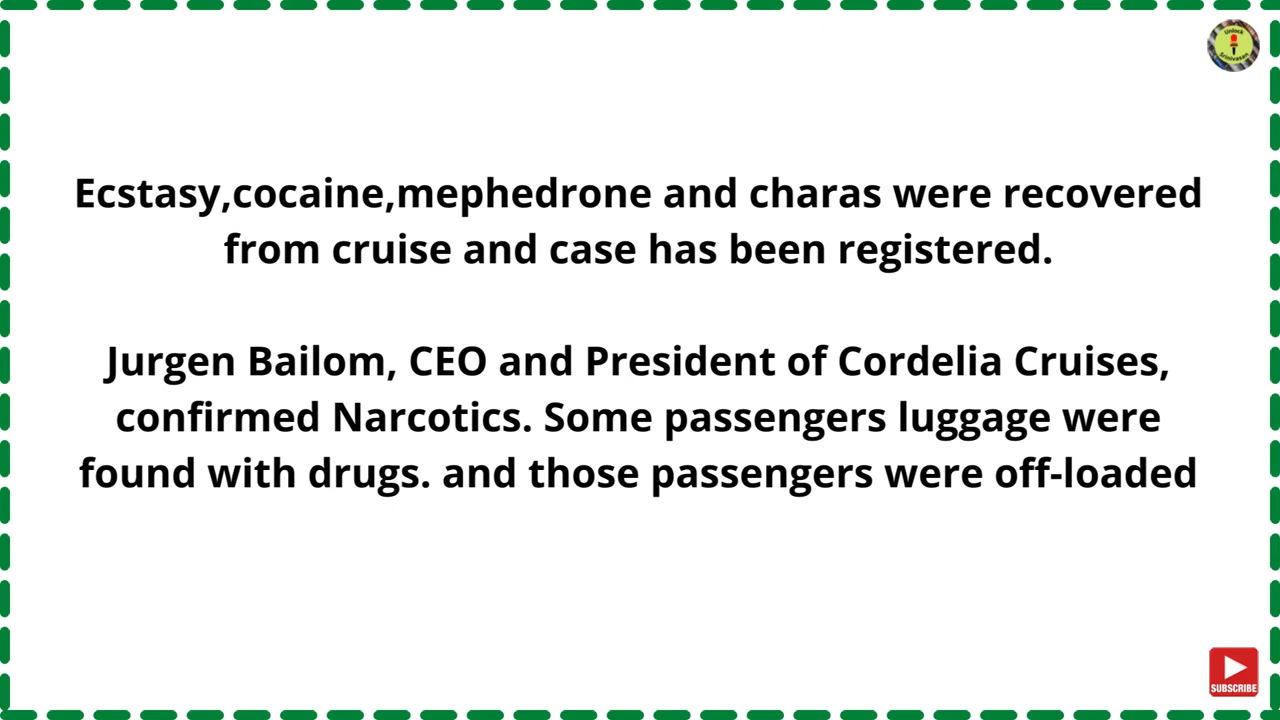 Unlock
Srinivasan
Ecstasy,cocaine,mephedrone and charas were recovered
from cruise and case has been registered.
Jurgen Bailom, CEO and President of Cordelia Cruises,
confirmed Narcotics. Some passengers luggage were
found with drugs. and those passengers were off-loaded
SUBSCRIBE